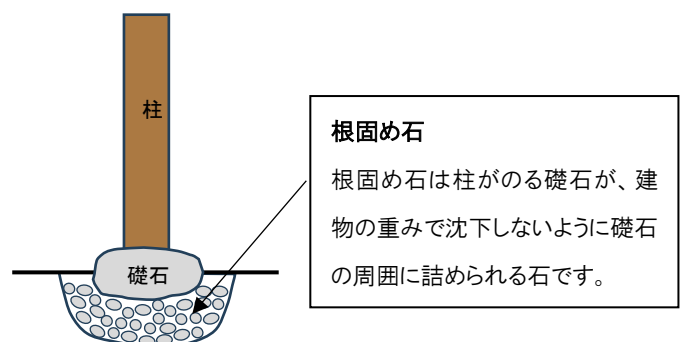 柱
礎石
根固め石
根固め石は柱がのる礎石が、建
物の重みで沈下しないように礎石
の周囲に詰められる石です。